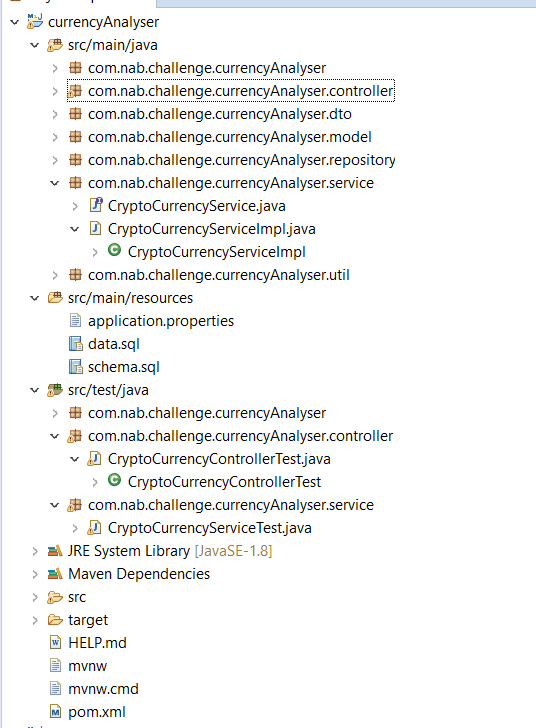 currencyAnalyser
src/main/java
com.nab.challenge.currencyAnalyser
com.nab.challenge.currencyAnalyser.controller
com.nab.challenge.currencyAnalyser.dto
com.nab.challenge.currencyAnalyser.model
com.nab.challenge.currencyAnalyser.repository
com.nab.challenge.currencyAnalyser.service
CryptoCurrencyService.java
CryptoCurrencyServiceImpl.java
CryptoCurrencyServiceImpl
com.nab.challenge.currencyAnalyser.util
src/main/resources
application.properties
data.sql
schema.sql
src/test/java
com.nab.challenge.currencyAnalyser
com.nab.challenge.currencyAnalyser.controller
CryptoCurrencyControllerTest.java
CryptoCurrencyControllerTest
com.nab.challenge.currencyAnalyser.service
CryptoCurrencyServiceTest.java
JRE System Library [JavaSE-1.8]
Maven Dependencies
src
target
HELP.md
mvnw
mvnw.cmd
pom.xml